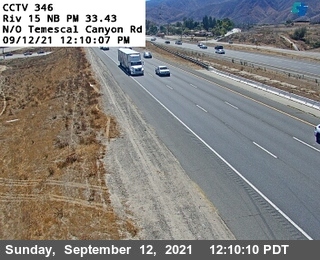 CCTV 346
Riv 15 NB PM 33.43
N/O Temescal Canyon Rd
09/12/21 12:10:07 PM
Sunday, September 12, 2021 12:10:10 PDT